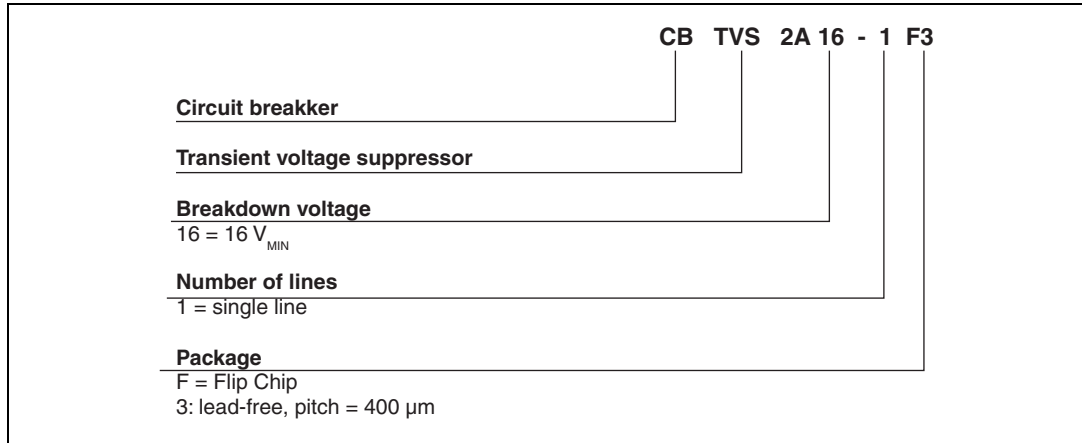 CB TVS 2A 16 - 1 F3
Circuit breakker
Transient voltage suppressor
Breakdown voltage
16 = 16 VMIN
Number of lines
1 = single line
Package
F = Flip Chip
3: lead-free, pitch = 400 µm